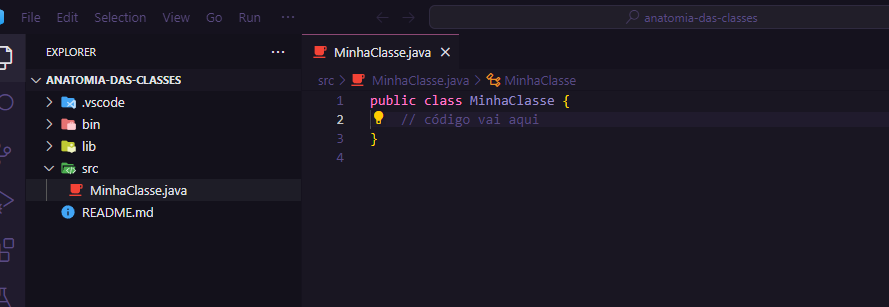 File Edit Selection View Go Run ···
anatomia-das-classes
EXPLORER ···
MinhaClasse.java
ANATOMIA-DAS-CLASSES
.vscode
bin
lib
src
MinhaClasse.java
README.md
src > MinhaClasse.java > MinhaClasse
1 public class MinhaClasse {
2 // código vai aqui
3 }
4